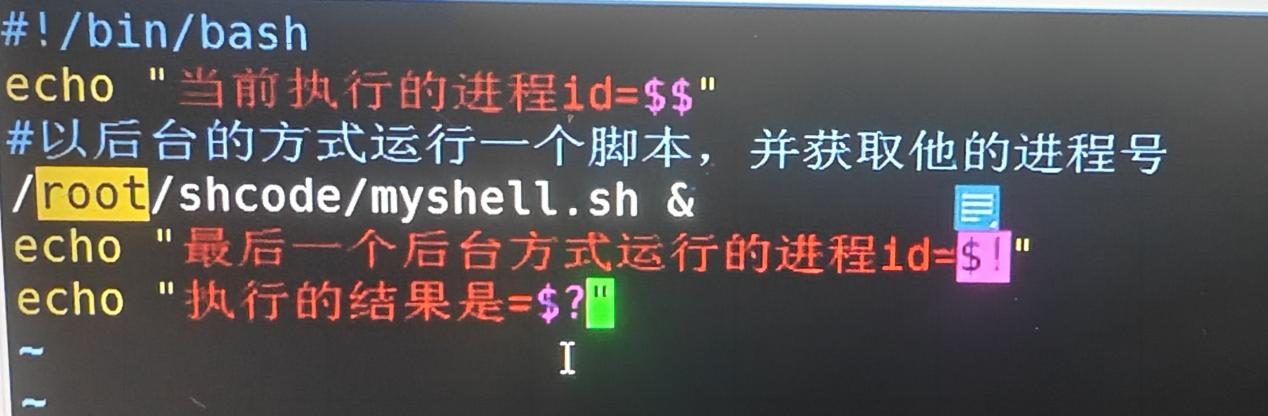 #!/bin/bash
echo "当前执行的进程id=$$"
#以后台的方式运行一个脚本，并获取他的进程号
/root/shcode/myshell.sh &
echo "最后一个后台方式运行的进程id=$!"
echo "执行的结果是=$?"
~
~